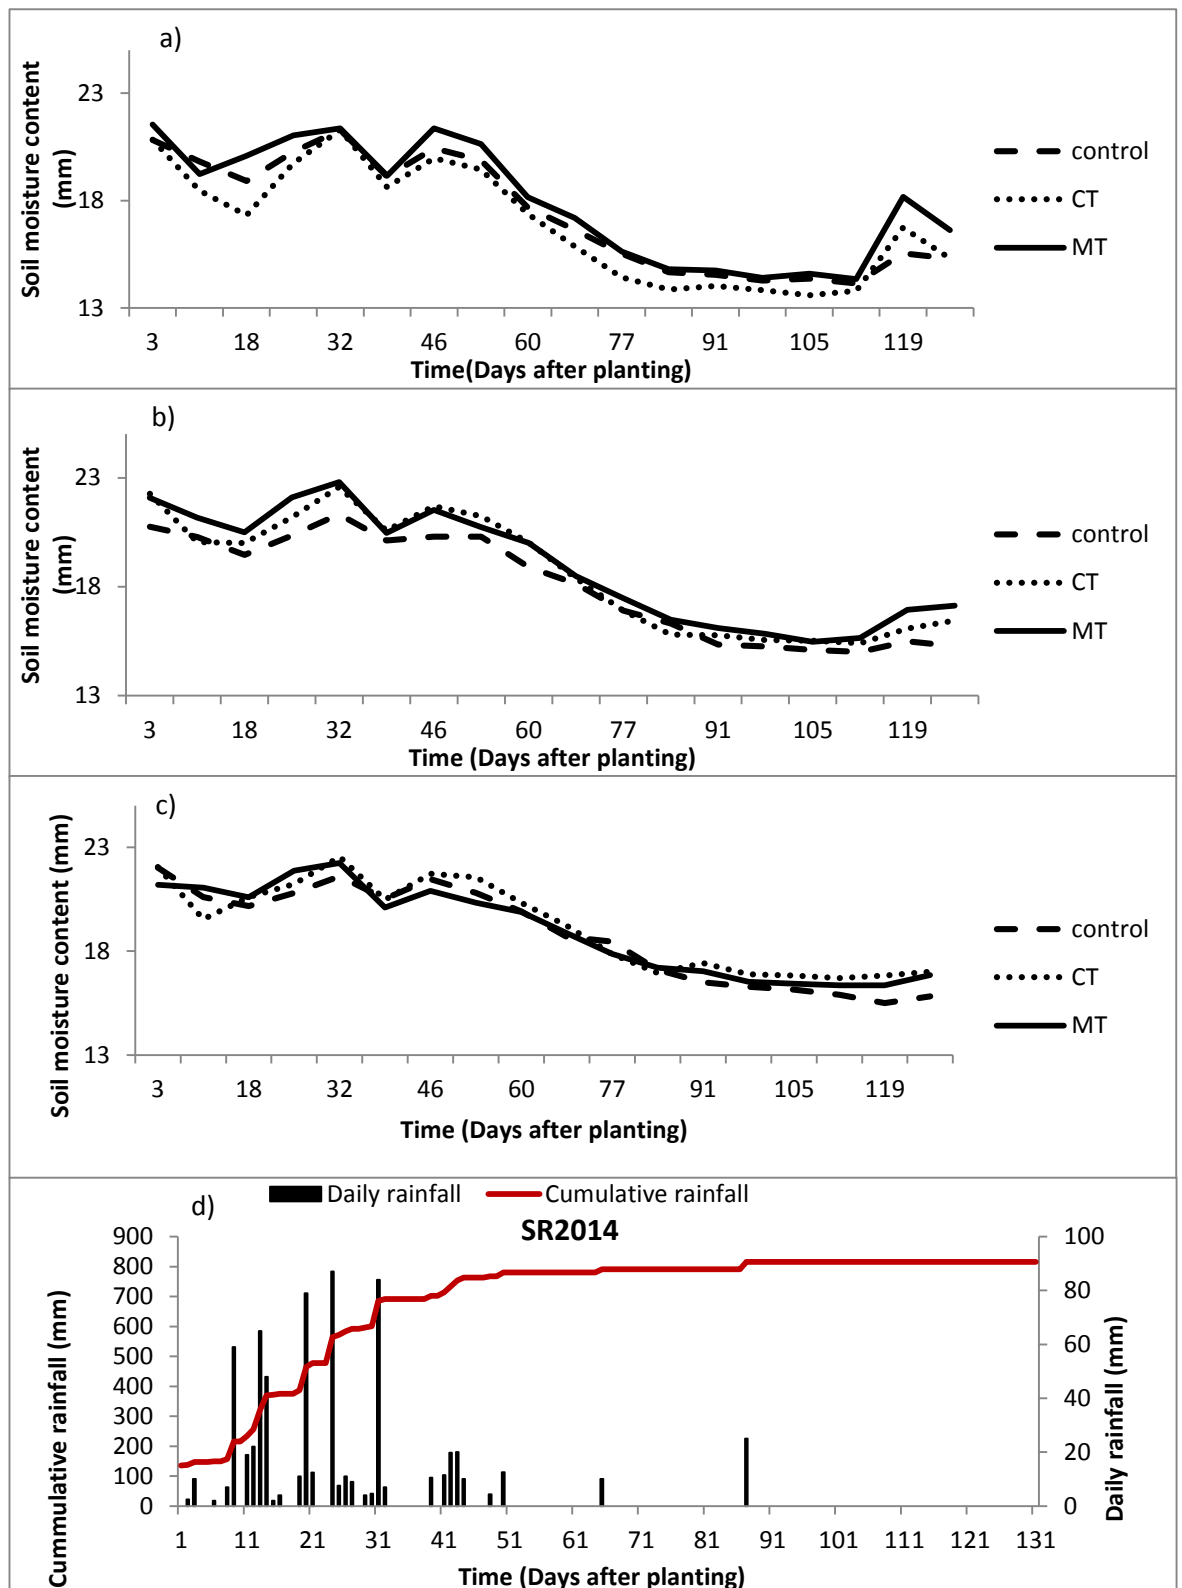 a)
Soil moisture content
(mm)
23
18
13
3 18 32 46 60 77 91 105 119
Time(Days after planting)
control
CT
MT
b)
Soil moisture content
(mm)
23
18
13
3 18 32 46 60 77 91 105 119
Time (Days after planting)
control
CT
MT
c)
Soil moisture content (mm)
23
18
13
3 18 32 46 60 77 91 105 119
Time (Days after planting)
control
CT
MT
Daily rainfall Cumulative rainfall
d)
SR2014
Cummulative rainfall (mm)
900
800
700
600
500
400
300
200
100
0
100
80
60
40
20
0
Daily rainfall (mm)
1 11 21 31 41 51 61 71 81 91 101 111 121 131
Time (Days after planting)